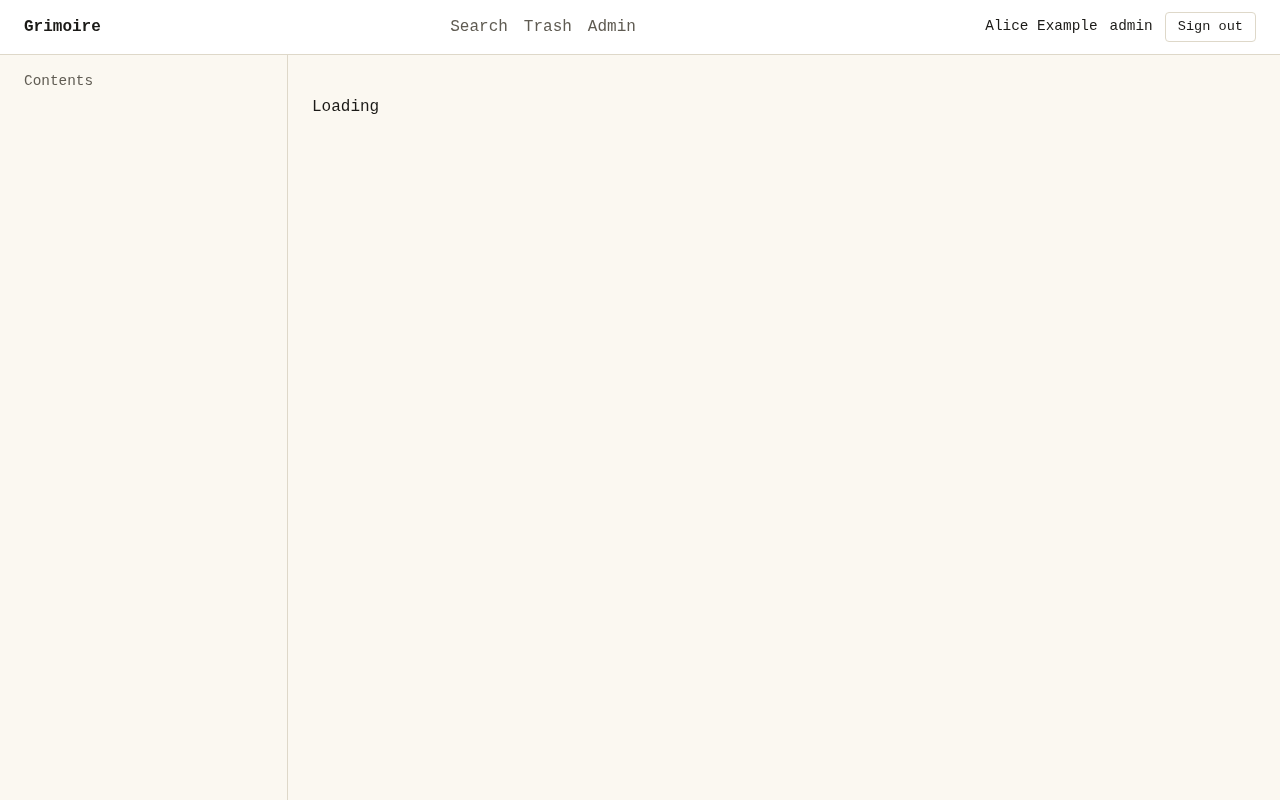 Grimoire
Search Trash Admin
Alice Example admin Sign out
Contents
Loading